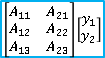 [A₁₁ A₂₁] [y₁]
[A₁₂ A₂₂] [y₂]
[A₁₃ A₂₃]